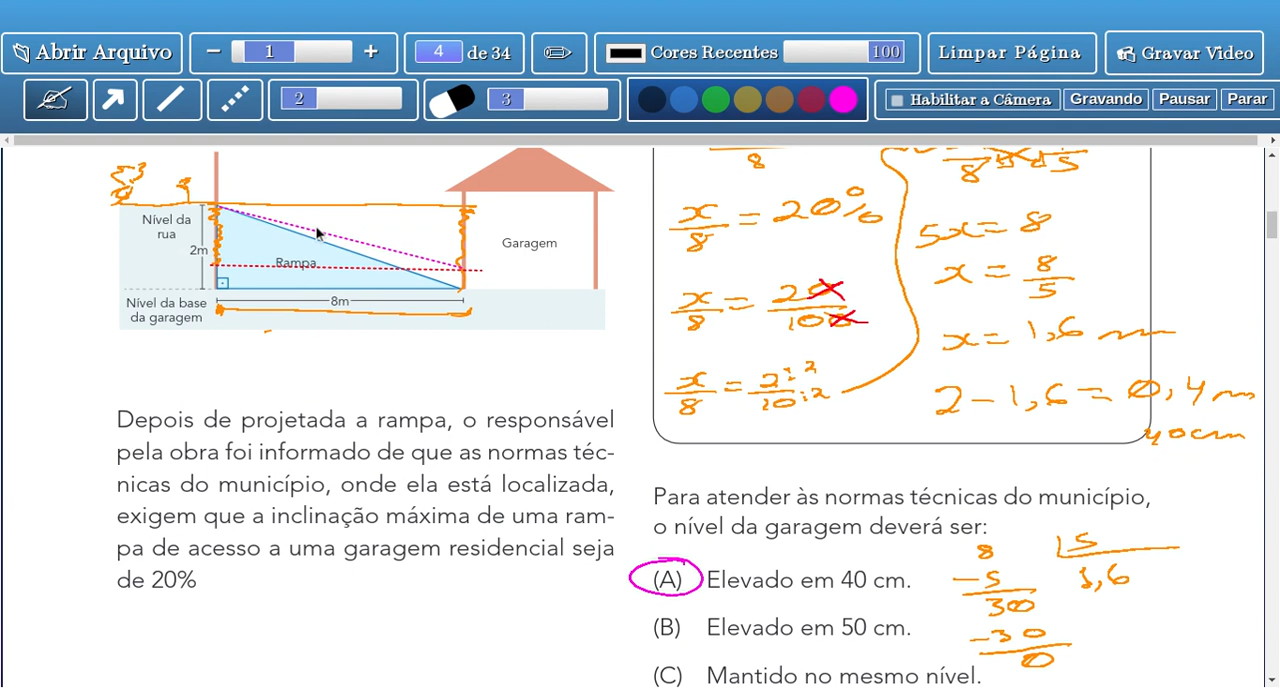 Abrir Arquivo
− 1 +
4 de 34
Cores Recentes 100
Limpar Página
Gravar Vìdeo
2
3
Habilitar a Câmera Gravando Pausar Parar
Nível da
rua
2m
Rampa
Garagem
8m
Nível da base
da garagem
Depois de projetada a rampa, o responsável
pela obra foi informado de que as normas téc-
nicas do município, onde ela está localizada,
exigem que a inclinação máxima de uma ram-
pa de acesso a uma garagem residencial seja
de 20%
8
x/8 = 20%
x/8 = 20/100
x/8 = 2:2/10:2
5x = 8
x = 8/5
x = 1,6 m
2 − 1,6 = 0,4 m
40cm
Para atender às normas técnicas do município,
o nível da garagem deverá ser:
(A) Elevado em 40 cm.
(B) Elevado em 50 cm.
(C) Mantido no mesmo nível.
8 5
−5 1,6
30
−30
0